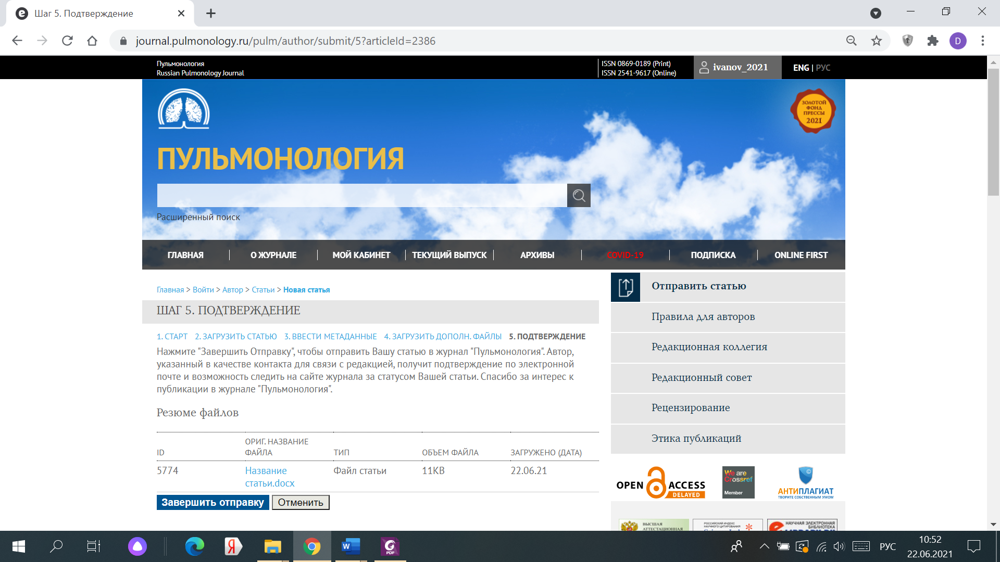 Шаг 5. Подтверждение
journal.pulmonology.ru/pulm/author/submit/5?articleId=2386
D
Пульмонология
Russian Pulmonology Journal
ISSN 0869-0189 (Print)
ISSN 2541-9617 (Online)
ivanov_2021
ENG | РУС
ЗОЛОТОЙ
ФОНД
ПРЕССЫ
2021
ПУЛЬМОНОЛОГИЯ
Расширенный поиск
ГЛАВНАЯ
О ЖУРНАЛЕ
МОЙ КАБИНЕТ
ТЕКУЩИЙ ВЫПУСК
АРХИВЫ
COVID-19
ПОДПИСКА
ONLINE FIRST
Главная > Войти > Автор > Статьи > Новая статья
ШАГ 5. ПОДТВЕРЖДЕНИЕ
1. СТАРТ 2. ЗАГРУЗИТЬ СТАТЬЮ 3. ВВЕСТИ МЕТАДАННЫЕ 4. ЗАГРУЗИТЬ ДОПОЛН. ФАЙЛЫ 5. ПОДТВЕРЖДЕНИЕ
Нажмите "Завершить Отправку", чтобы отправить Вашу статью в журнал "Пульмонология". Автор,
указанный в качестве контакта для связи с редакцией, получит подтверждение по электронной
почте и возможность следить на сайте журнала за статусом Вашей статьи. Спасибо за интерес к
публикации в журнале "Пульмонология".
Резюме файлов
ID
ОРИГ. НАЗВАНИЕ
ФАЙЛА
ТИП
ОБЪЕМ ФАЙЛА
ЗАГРУЖЕНО (ДАТА)
5774
Название
статьи.docx
Файл статьи
11KB
22.06.21
Завершить отправку
Отменить
Отправить статью
Правила для авторов
Редакционная коллегия
Редакционный совет
Рецензирование
Этика публикаций
OPEN ACCESS
DELAYED
We are
Crossref
Member
АНТИПЛАГИАТ
ТВОРИТЕ СОБСТВЕННЫМ УМОМ
ВЫСШАЯ
АТТЕСТАЦИОННАЯ
РОССИЙСКИЙ ИНДЕКС
НАУЧНОГО ЦИТИРОВАНИЯ
НАУЧНАЯ ЭЛЕКТРОННАЯ
БИБЛИОТЕКА
PDF
РУС
10:52
22.06.2021